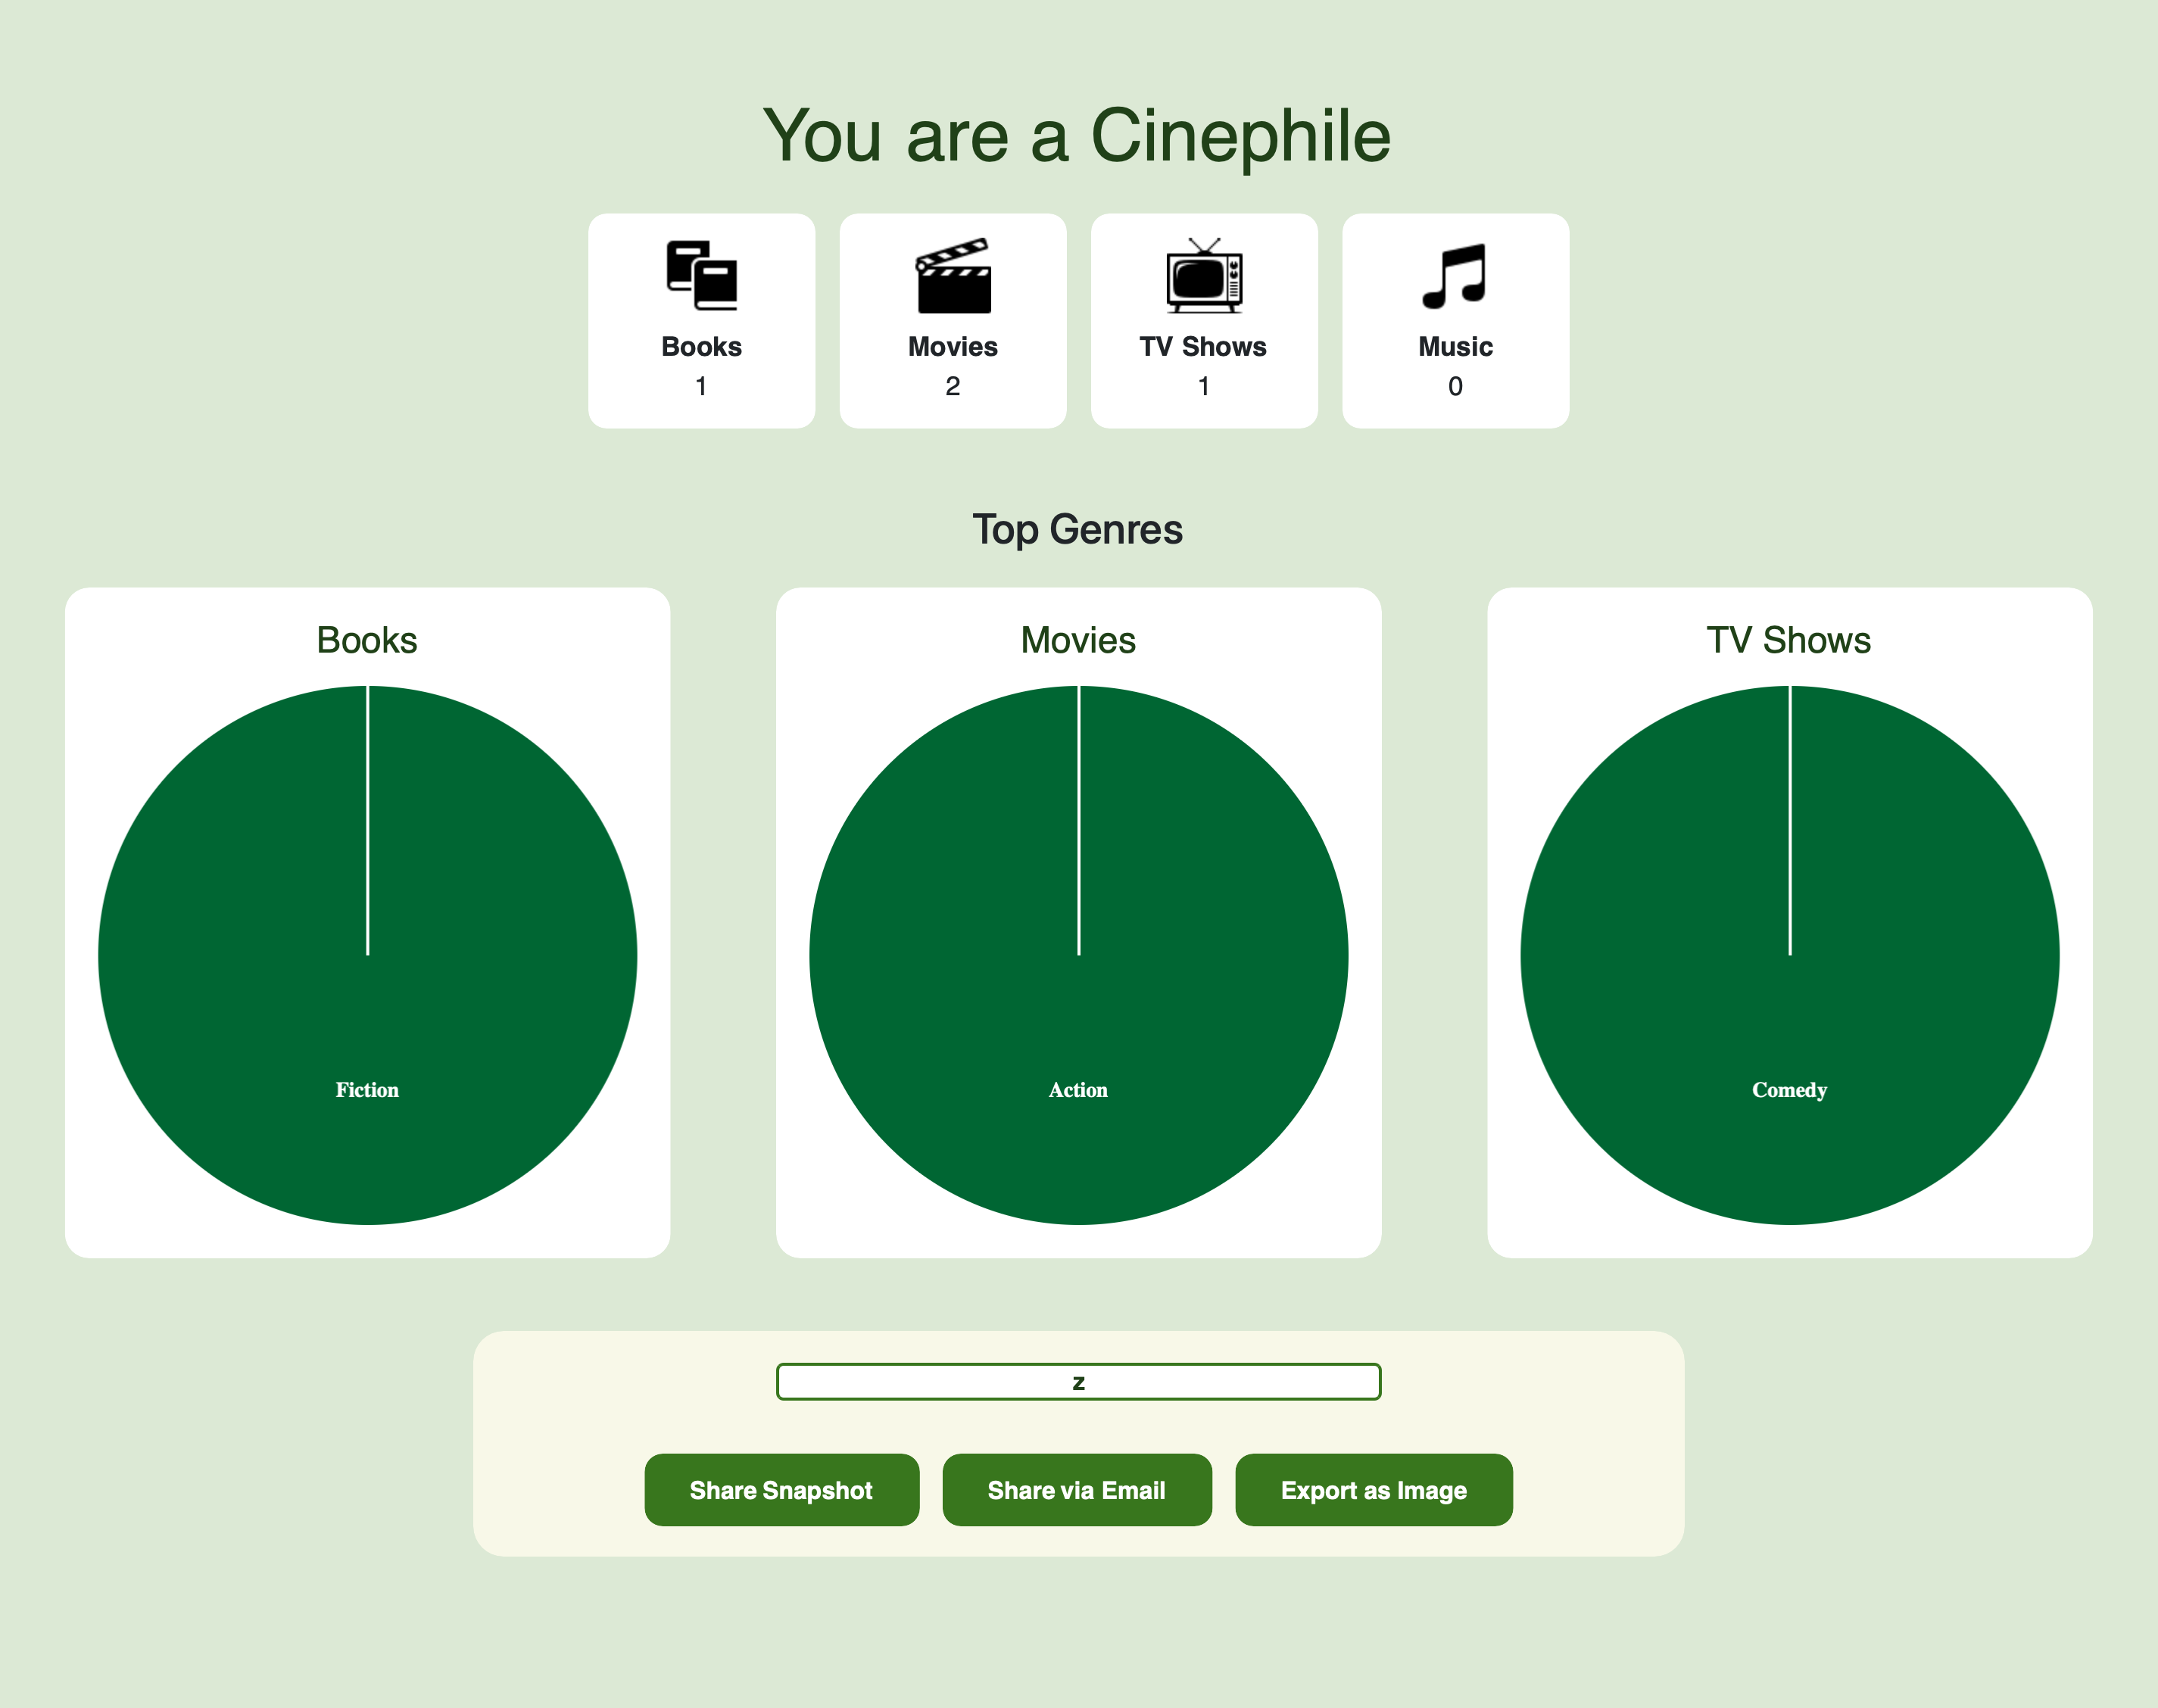 You are a Cinephile
Books
1
Movies
2
TV Shows
1
Music
0
Top Genres
Books
Fiction
Movies
Action
TV Shows
Comedy
z
Share Snapshot
Share via Email
Export as Image